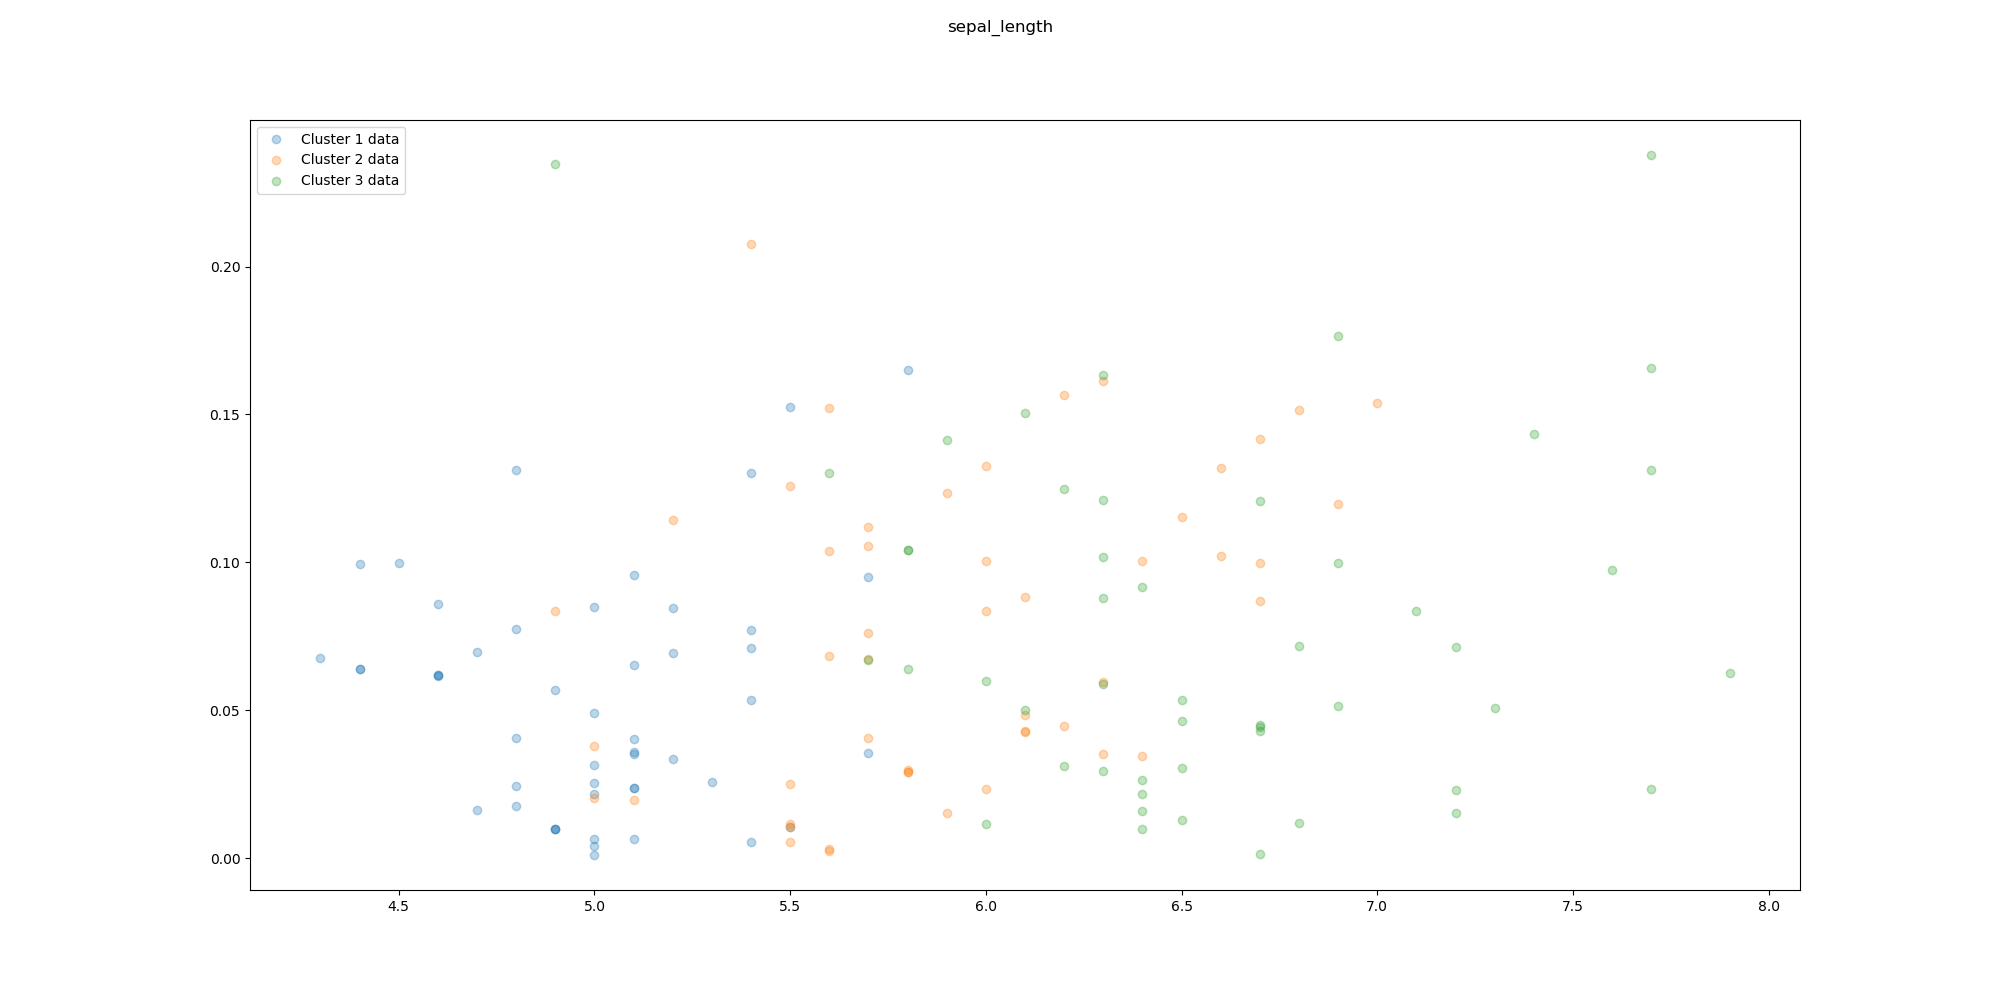 sepal_length
Cluster 1 data
Cluster 2 data
Cluster 3 data
0.20
0.15
0.10
0.05
0.00
4.5 5.0 5.5 6.0 6.5 7.0 7.5 8.0